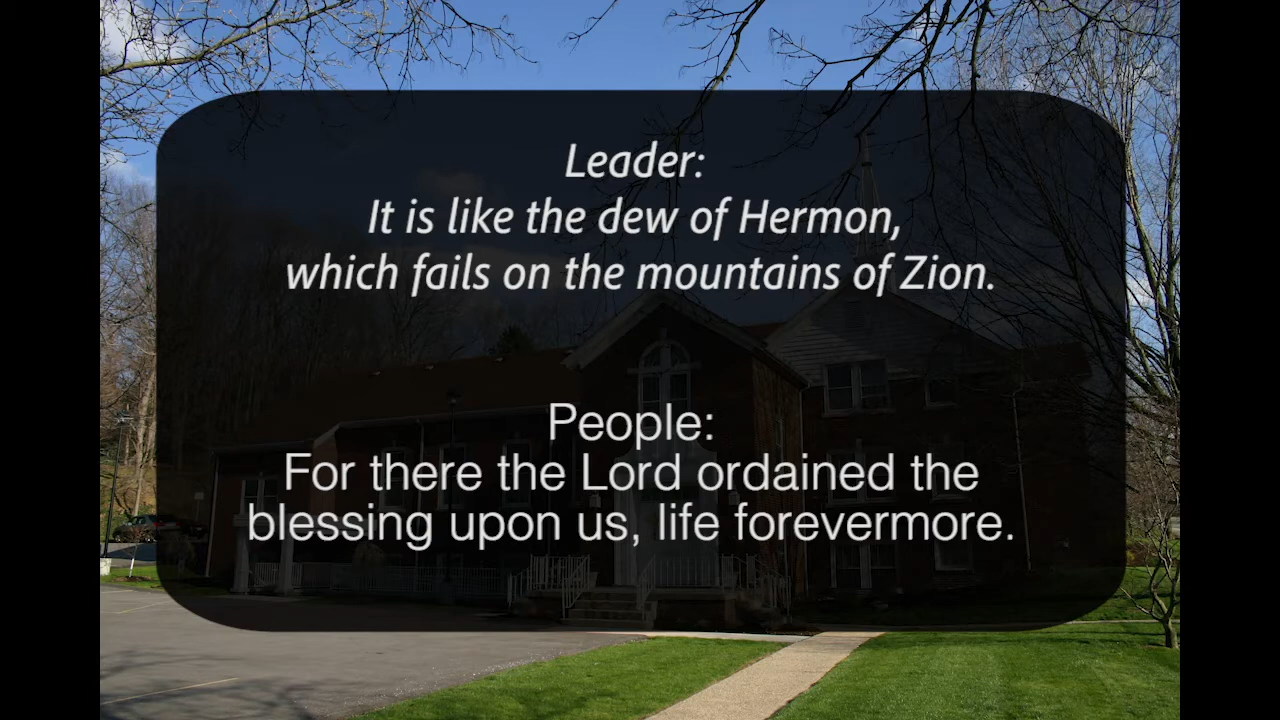 Leader:
It is like the dew of Hermon,
which fails on the mountains of Zion.
People:
For there the Lord ordained the
blessing upon us, life forevermore.